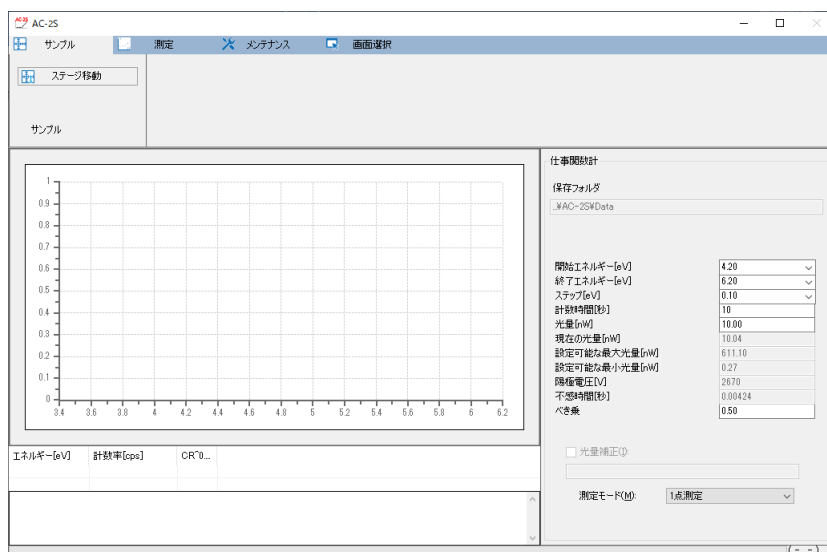 AC-2S
サンプル 測定 メンテナンス 画面選択
ステージ移動
サンプル
仕事関数計
保存フォルダ
..¥AC-2S¥Data
1
0.9
0.8
0.7
0.6
0.5
0.4
0.3
0.2
0.1
0
3.4 3.6 3.8 4 4.2 4.4 4.6 4.8 5 5.2 5.4 5.6 5.8 6 6.2
開始エネルギー[eV] 4.20
終了エネルギー[eV] 6.20
ステップ[eV] 0.10
計数時間[秒] 10
光量[nW] 10.00
現在の光量[nW] 10.04
設定可能な最大光量[nW] 611.10
設定可能な最小光量[nW] 0.27
陽極電圧[V] 2670
不感時間[秒] 0.00424
べき乗 0.50
エネルギー[eV] 計数率[cps] CR^0...
光量補正(I):
測定モード(M): 1点測定